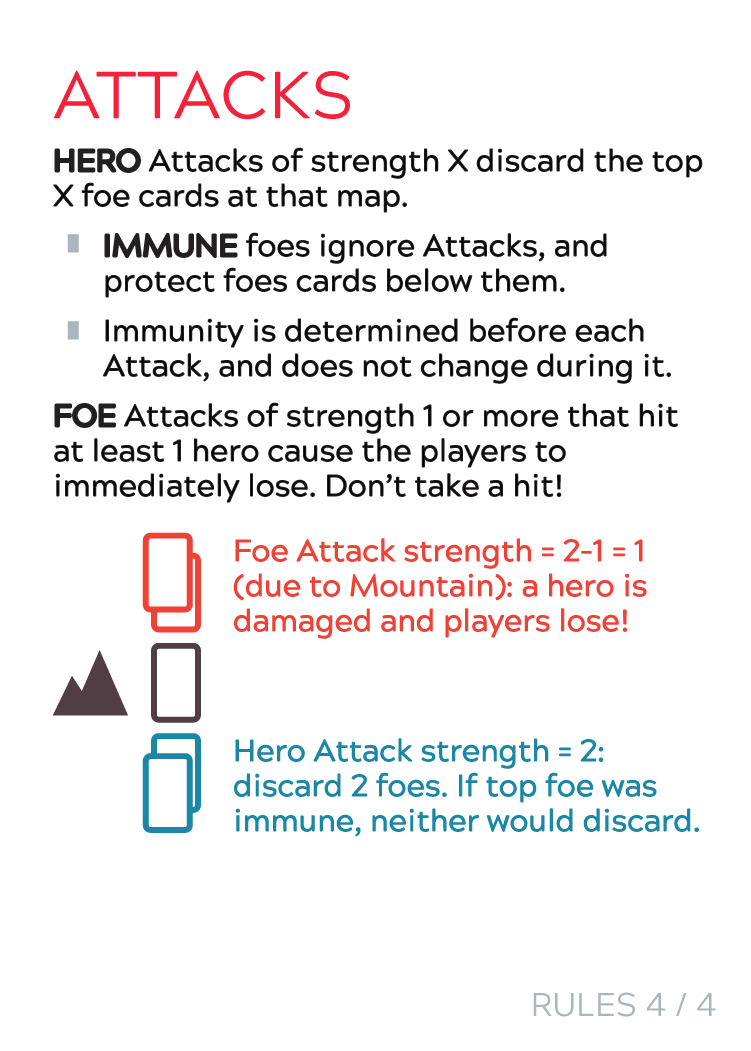 ATTACKS
HERO Attacks of strength X discard the top
X foe cards at that map.
IMMUNE foes ignore Attacks, and
protect foes cards below them.
Immunity is determined before each
Attack, and does not change during it.
FOE Attacks of strength 1 or more that hit
at least 1 hero cause the players to
immediately lose. Don’t take a hit!
Foe Attack strength = 2-1 = 1
(due to Mountain): a hero is
damaged and players lose!
Hero Attack strength = 2:
discard 2 foes. If top foe was
immune, neither would discard.
RULES 4 / 4